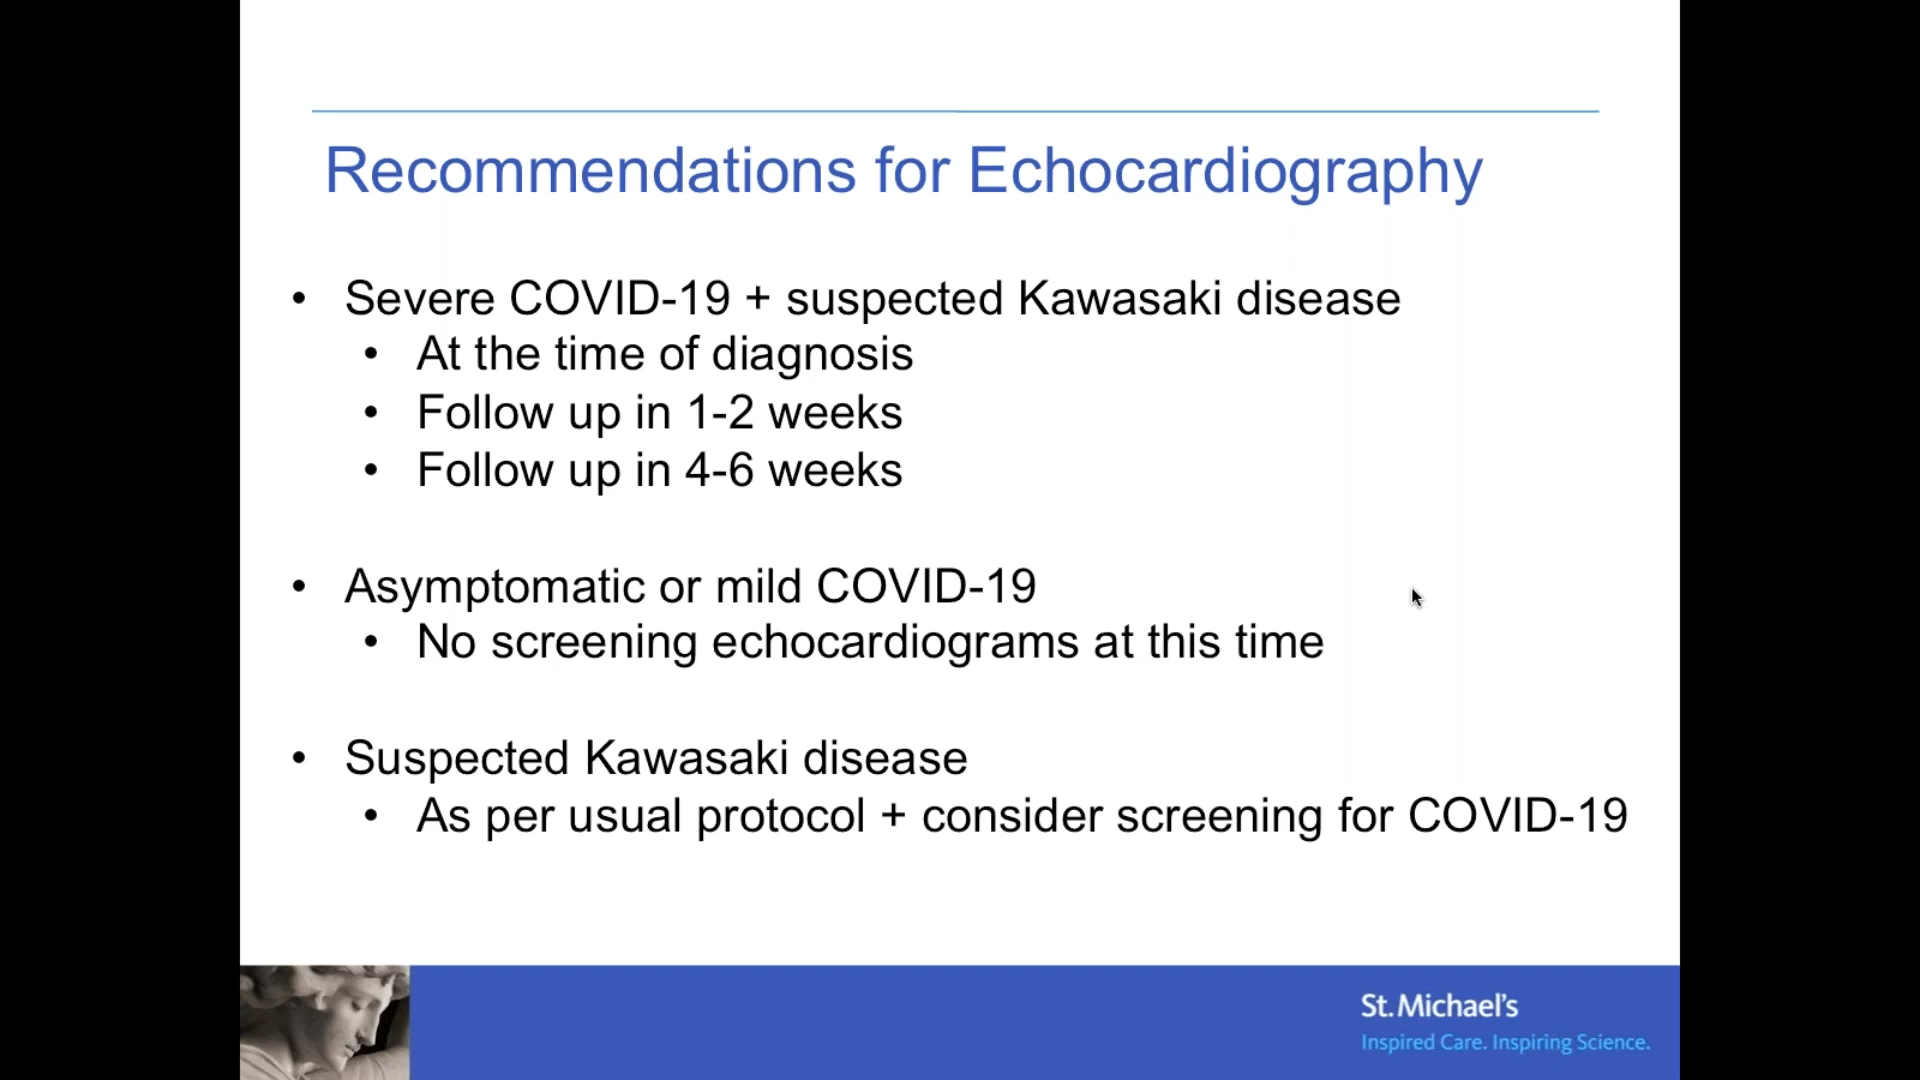 Recommendations for Echocardiography
• Severe COVID-19 + suspected Kawasaki disease
• At the time of diagnosis
• Follow up in 1-2 weeks
• Follow up in 4-6 weeks
• Asymptomatic or mild COVID-19
• No screening echocardiograms at this time
• Suspected Kawasaki disease
• As per usual protocol + consider screening for COVID-19
St. Michael's
Inspired Care. Inspiring Science.